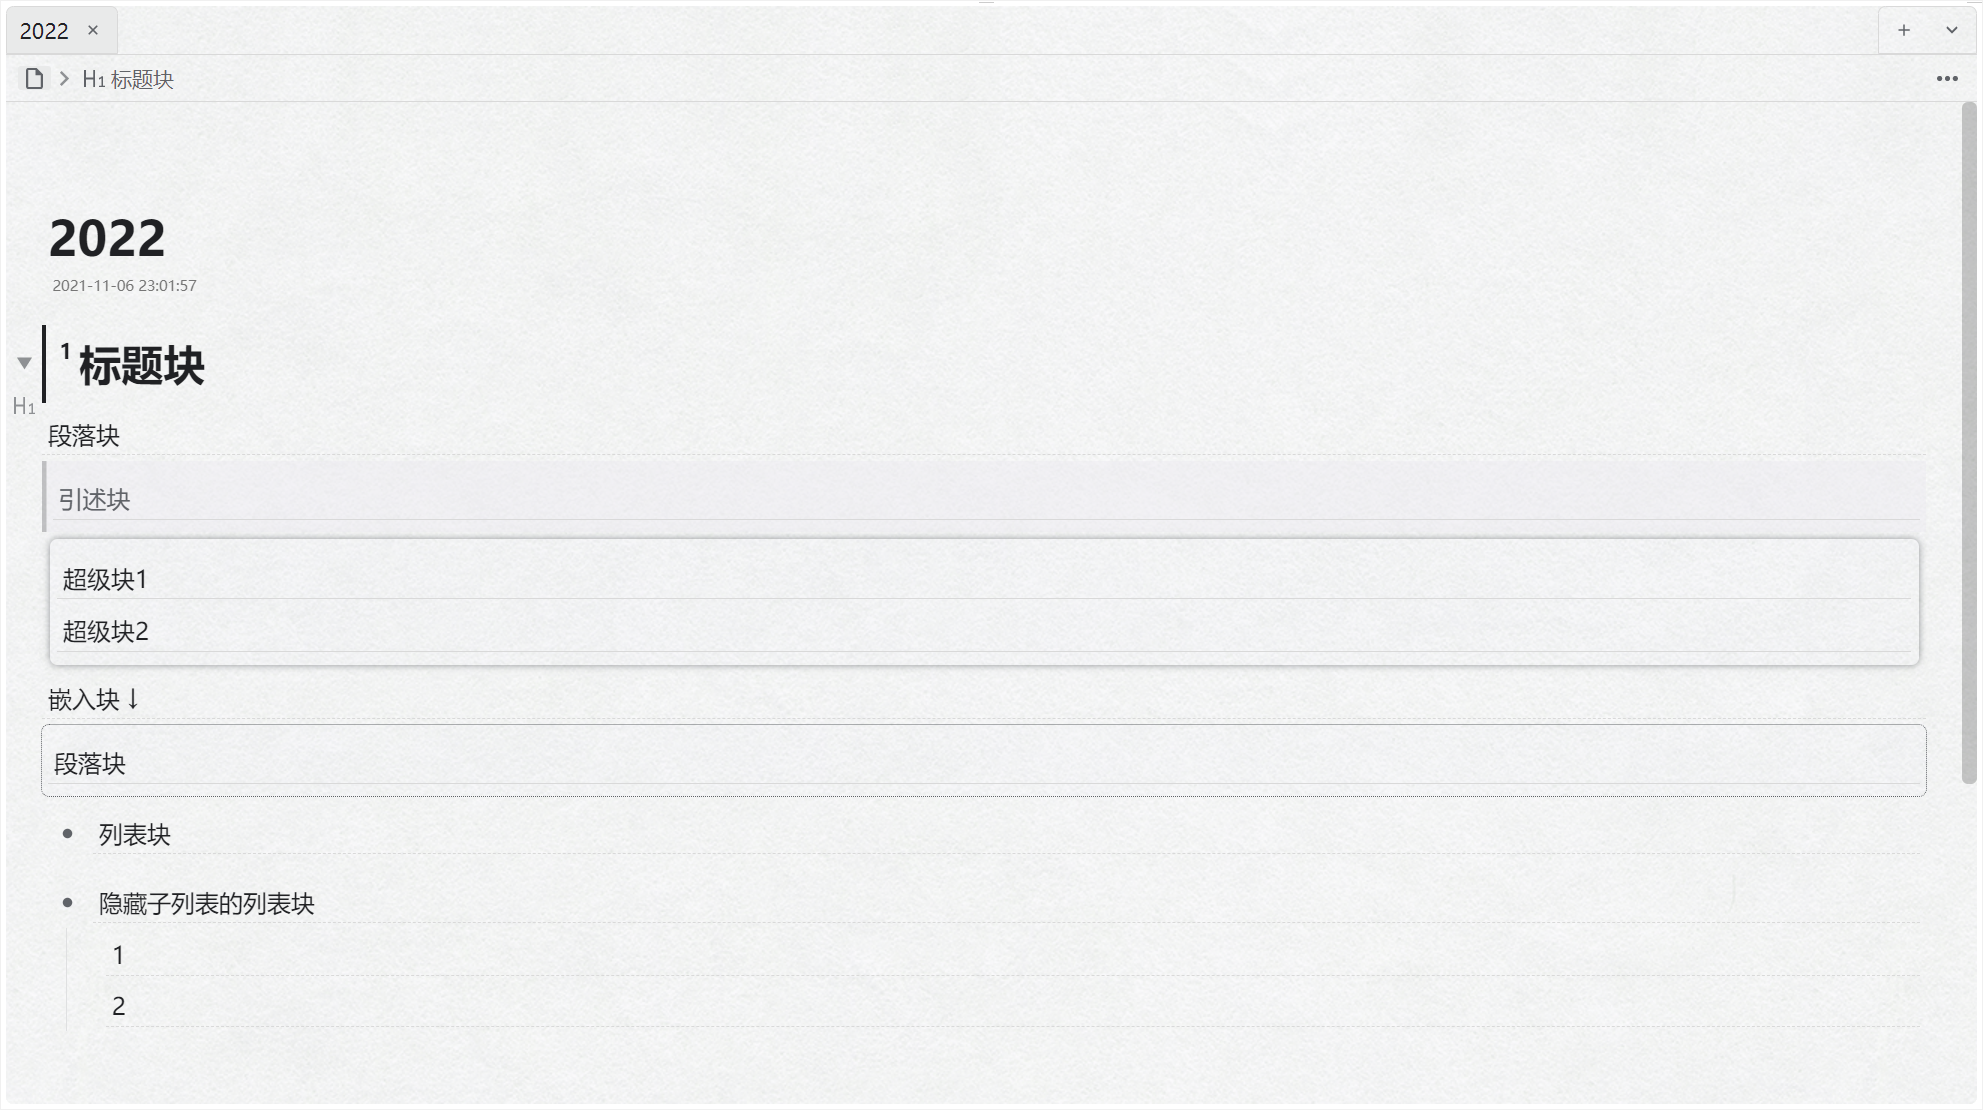 2022
H1 标题块
2022
2021-11-06 23:01:57
1 标题块
H1
段落块
引述块
超级块1
超级块2
嵌入块↓
段落块
列表块
隐藏子列表的列表块
1
2